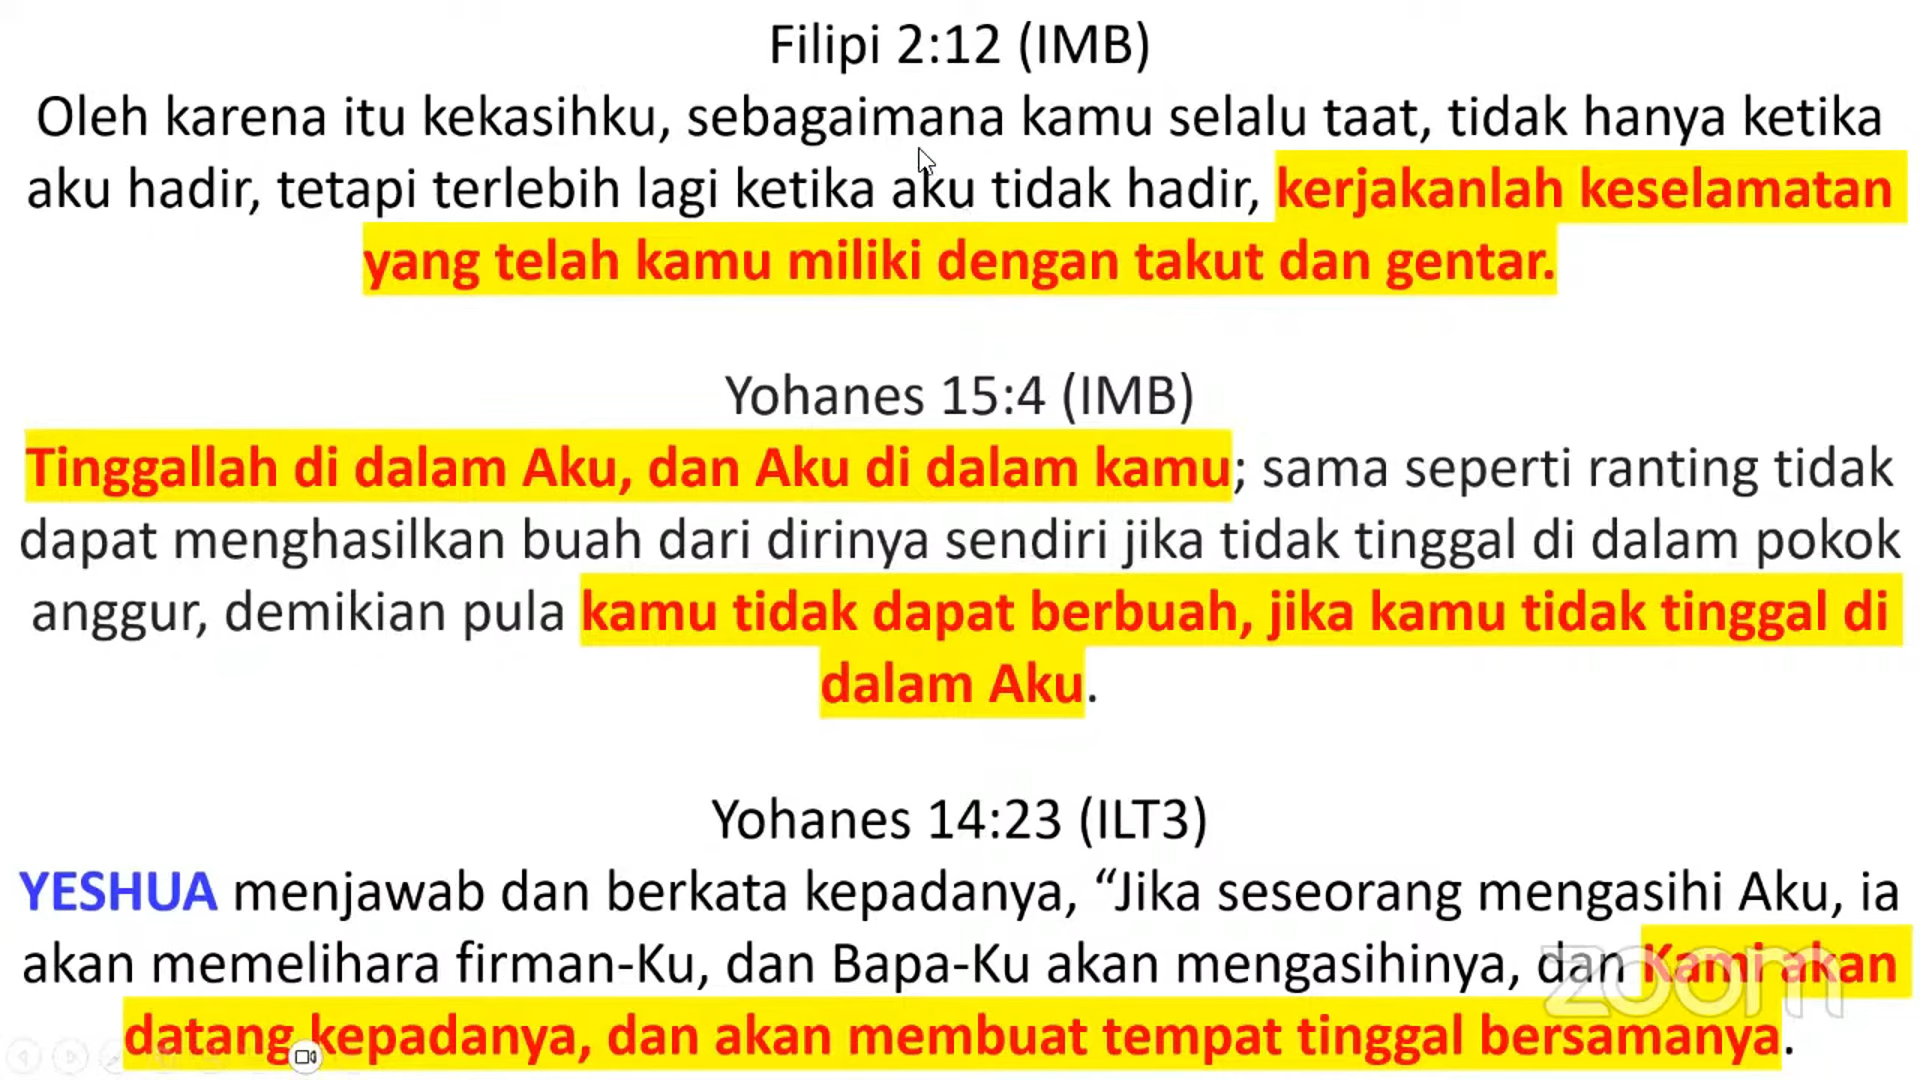 Filipi 2:12 (IMB)
Oleh karena itu kekasihku, sebagaimana kamu selalu taat, tidak hanya ketika
aku hadir, tetapi terlebih lagi ketika aku tidak hadir, kerjakanlah keselamatan
yang telah kamu miliki dengan takut dan gentar.
Yohanes 15:4 (IMB)
Tinggallah di dalam Aku, dan Aku di dalam kamu; sama seperti ranting tidak
dapat menghasilkan buah dari dirinya sendiri jika tidak tinggal di dalam pokok
anggur, demikian pula kamu tidak dapat berbuah, jika kamu tidak tinggal di
dalam Aku.
Yohanes 14:23 (ILT3)
YESHUA menjawab dan berkata kepadanya, “Jika seseorang mengasihi Aku, ia
akan memelihara firman-Ku, dan Bapa-Ku akan mengasihinya, dan Kami akan
datang kepadanya, dan akan membuat tempat tinggal bersamanya.
zoom